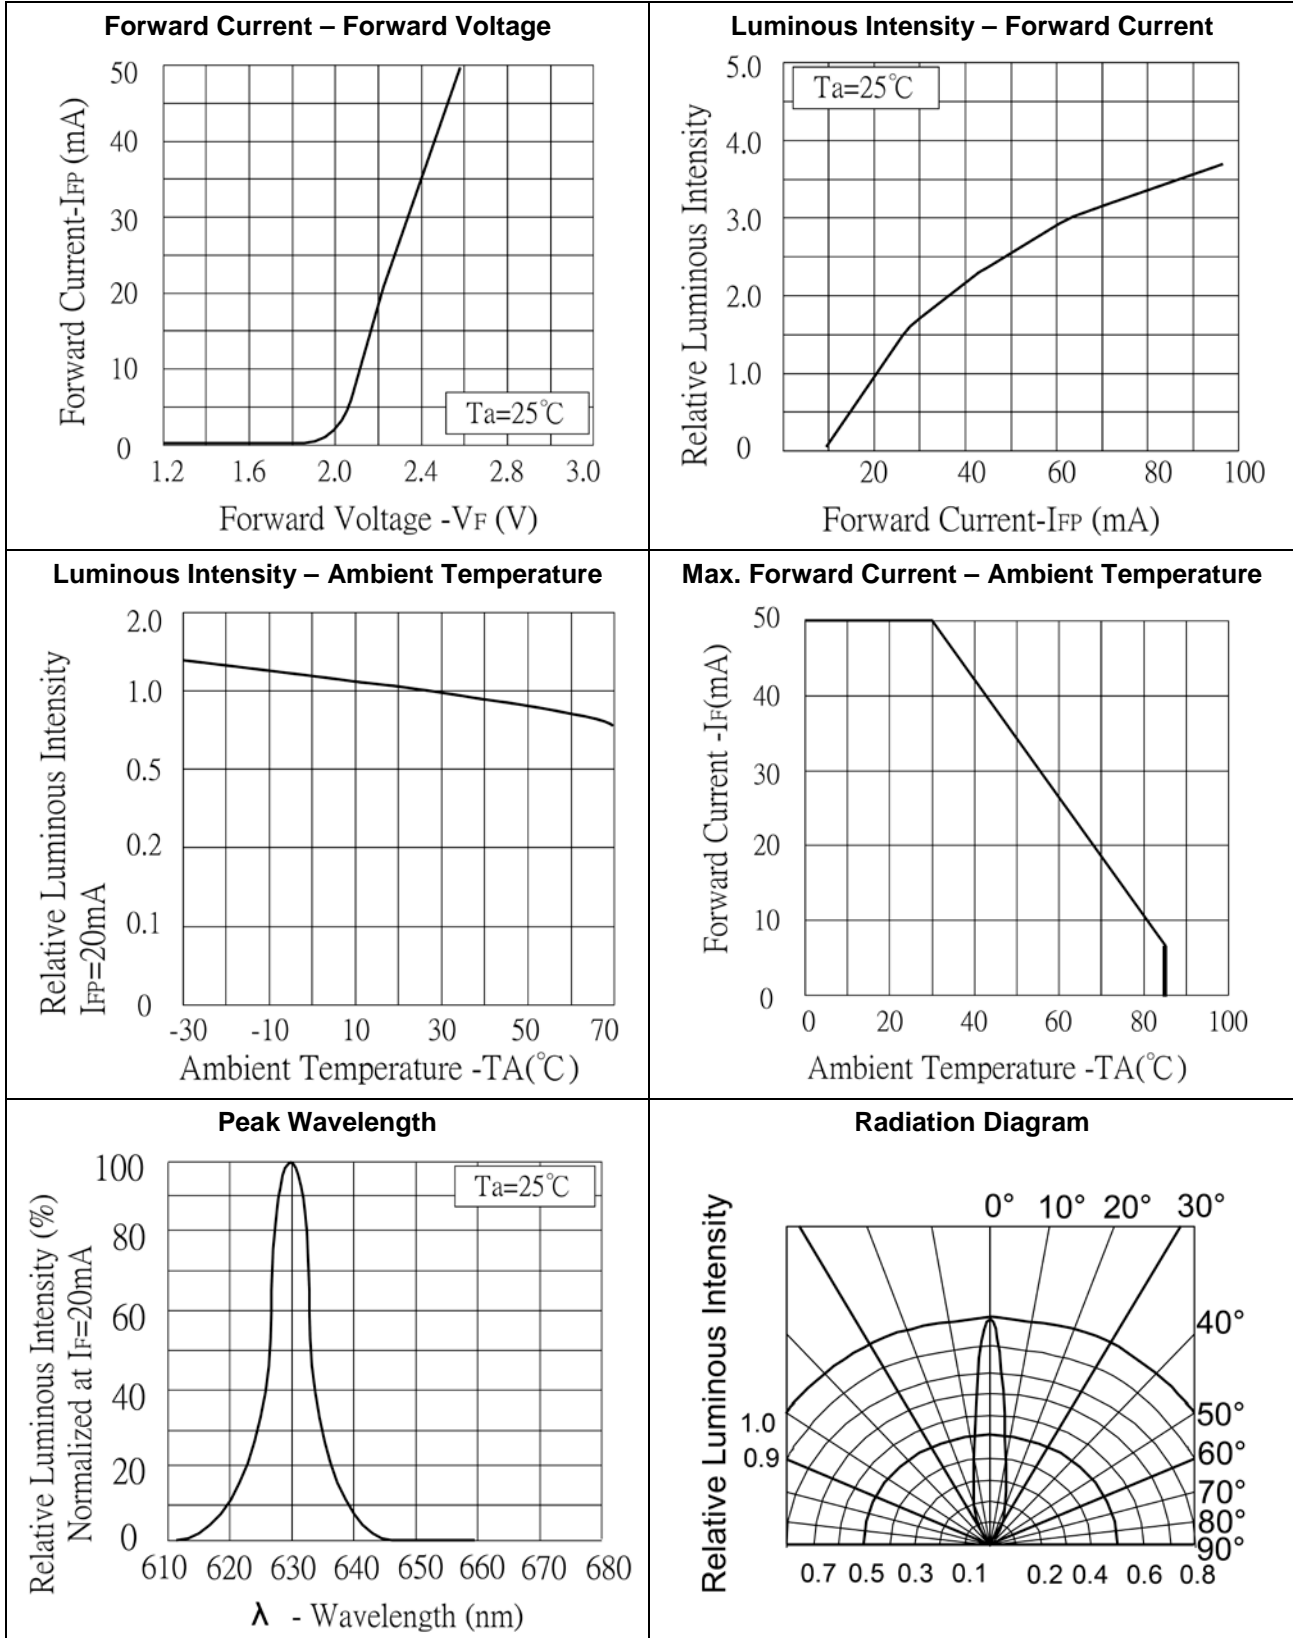 Forward Current – Forward Voltage
Forward Current-IFP (mA)
50
40
30
20
10
0
Ta=25℃
1.2 1.6 2.0 2.4 2.8 3.0
Forward Voltage -VF (V)
Luminous Intensity – Forward Current
Relative Luminous Intensity
5.0
4.0
3.0
2.0
1.0
0
Ta=25℃
20 40 60 80 100
Forward Current-IFP (mA)
Luminous Intensity – Ambient Temperature
Relative Luminous Intensity
IFP=20mA
2.0
1.0
0.5
0.2
0.1
0
-30 -10 10 30 50 70
Ambient Temperature -TA(℃)
Max. Forward Current – Ambient Temperature
Forward Current -IF(mA)
50
40
30
20
10
0
0 20 40 60 80 100
Ambient Temperature -TA(℃)
Peak Wavelength
Relative Luminous Intensity (%)
Normalized at IF=20mA
100
80
60
40
20
0
Ta=25℃
610 620 630 640 650 660 670 680
λ - Wavelength (nm)
Radiation Diagram
Relative Luminous Intensity
0° 10° 20° 30°
40°
50°
60°
70°
80°
90°
1.0
0.9
0.7 0.5 0.3 0.1 0.2 0.4 0.6 0.8